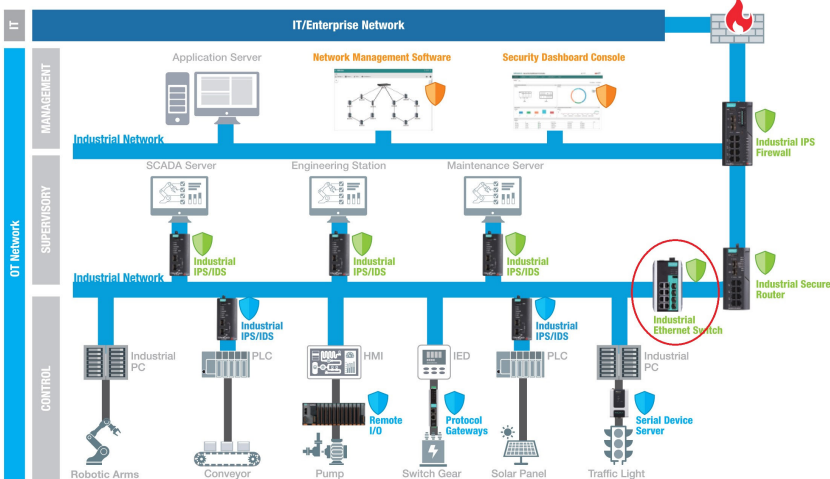 IT
IT/Enterprise Network
OT Network
MANAGEMENT
Application Server
Network Management Software
Security Dashboard Console
Industrial Network
Industrial IPS
Firewall
SUPERVISORY
SCADA Server
Engineering Station
Maintenance Server
Industrial
IPS/IDS
Industrial
IPS/IDS
Industrial
IPS/IDS
Industrial Network
Industrial
Ethernet Switch
Industrial Secure
Router
CONTROL
Industrial
PC
Industrial
IPS/IDS
PLC
HMI
IED
Industrial
IPS/IDS
PLC
Industrial
PC
Remote
I/O
Protocol
Gateways
Serial Device
Server
Robotic Arms
Conveyor
Pump
Switch Gear
Solar Panel
Traffic Light